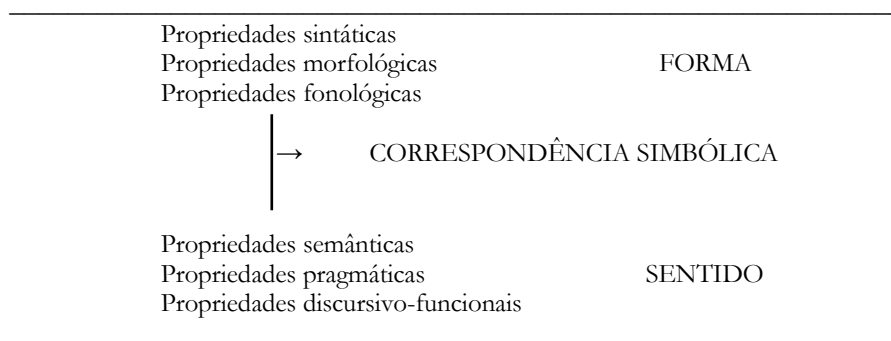 Propriedades sintáticas
Propriedades morfológicas FORMA
Propriedades fonológicas
→ CORRESPONDÊNCIA SIMBÓLICA
Propriedades semânticas
Propriedades pragmáticas SENTIDO
Propriedades discursivo-funcionais